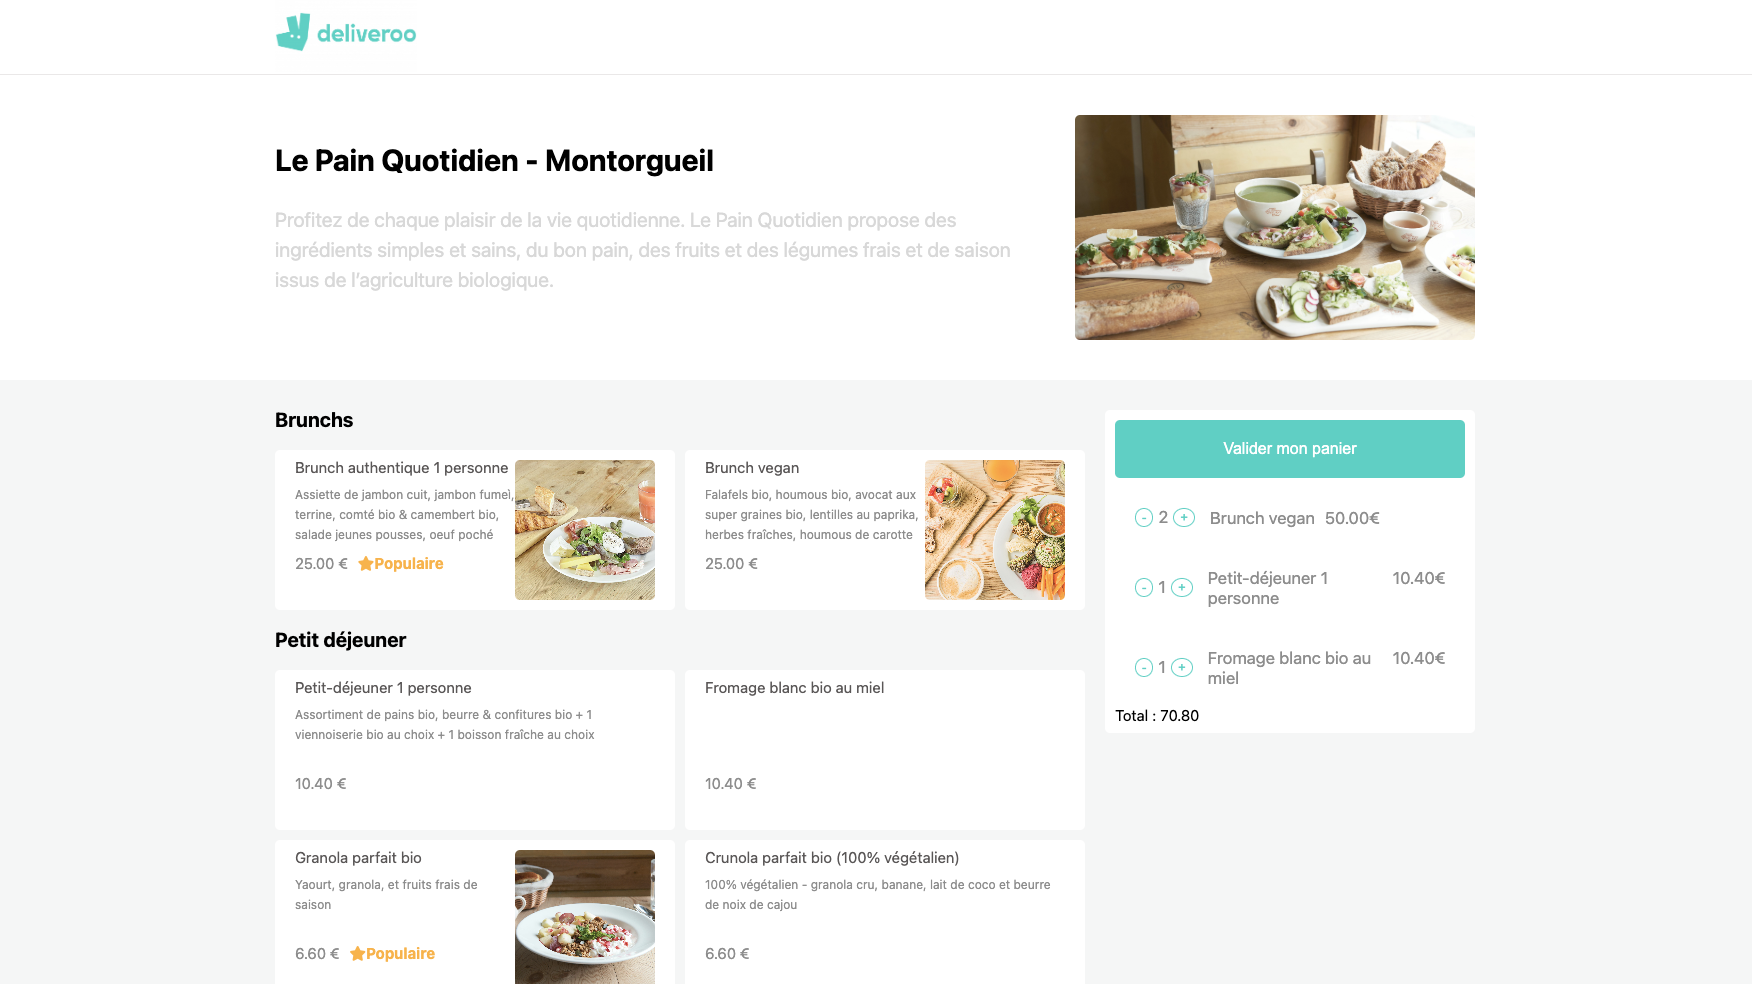 deliveroo
Le Pain Quotidien - Montorgueil
Profitez de chaque plaisir de la vie quotidienne. Le Pain Quotidien propose des
ingrédients simples et sains, du bon pain, des fruits et des légumes frais et de saison
issus de l’agriculture biologique.
Brunchs
Brunch authentique 1 personne
Assiette de jambon cuit, jambon fumeì,
terrine, comté bio & camembert bio,
salade jeunes pousses, oeuf poché
25.00 € Populaire
Brunch vegan
Falafels bio, houmous bio, avocat aux
super graines bio, lentilles au paprika,
herbes fraîches, houmous de carotte
25.00 €
Petit déjeuner
Petit-déjeuner 1 personne
Assortiment de pains bio, beurre & confitures bio + 1
viennoiserie bio au choix + 1 boisson fraîche au choix
10.40 €
Fromage blanc bio au miel
10.40 €
Granola parfait bio
Yaourt, granola, et fruits frais de
saison
6.60 € Populaire
Crunola parfait bio (100% végétalien)
100% végétalien - granola cru, banane, lait de coco et beurre
de noix de cajou
6.60 €
Valider mon panier
- 2 + Brunch vegan 50.00€
- 1 + Petit-déjeuner 1 10.40€
personne
- 1 + Fromage blanc bio au 10.40€
miel
Total : 70.80